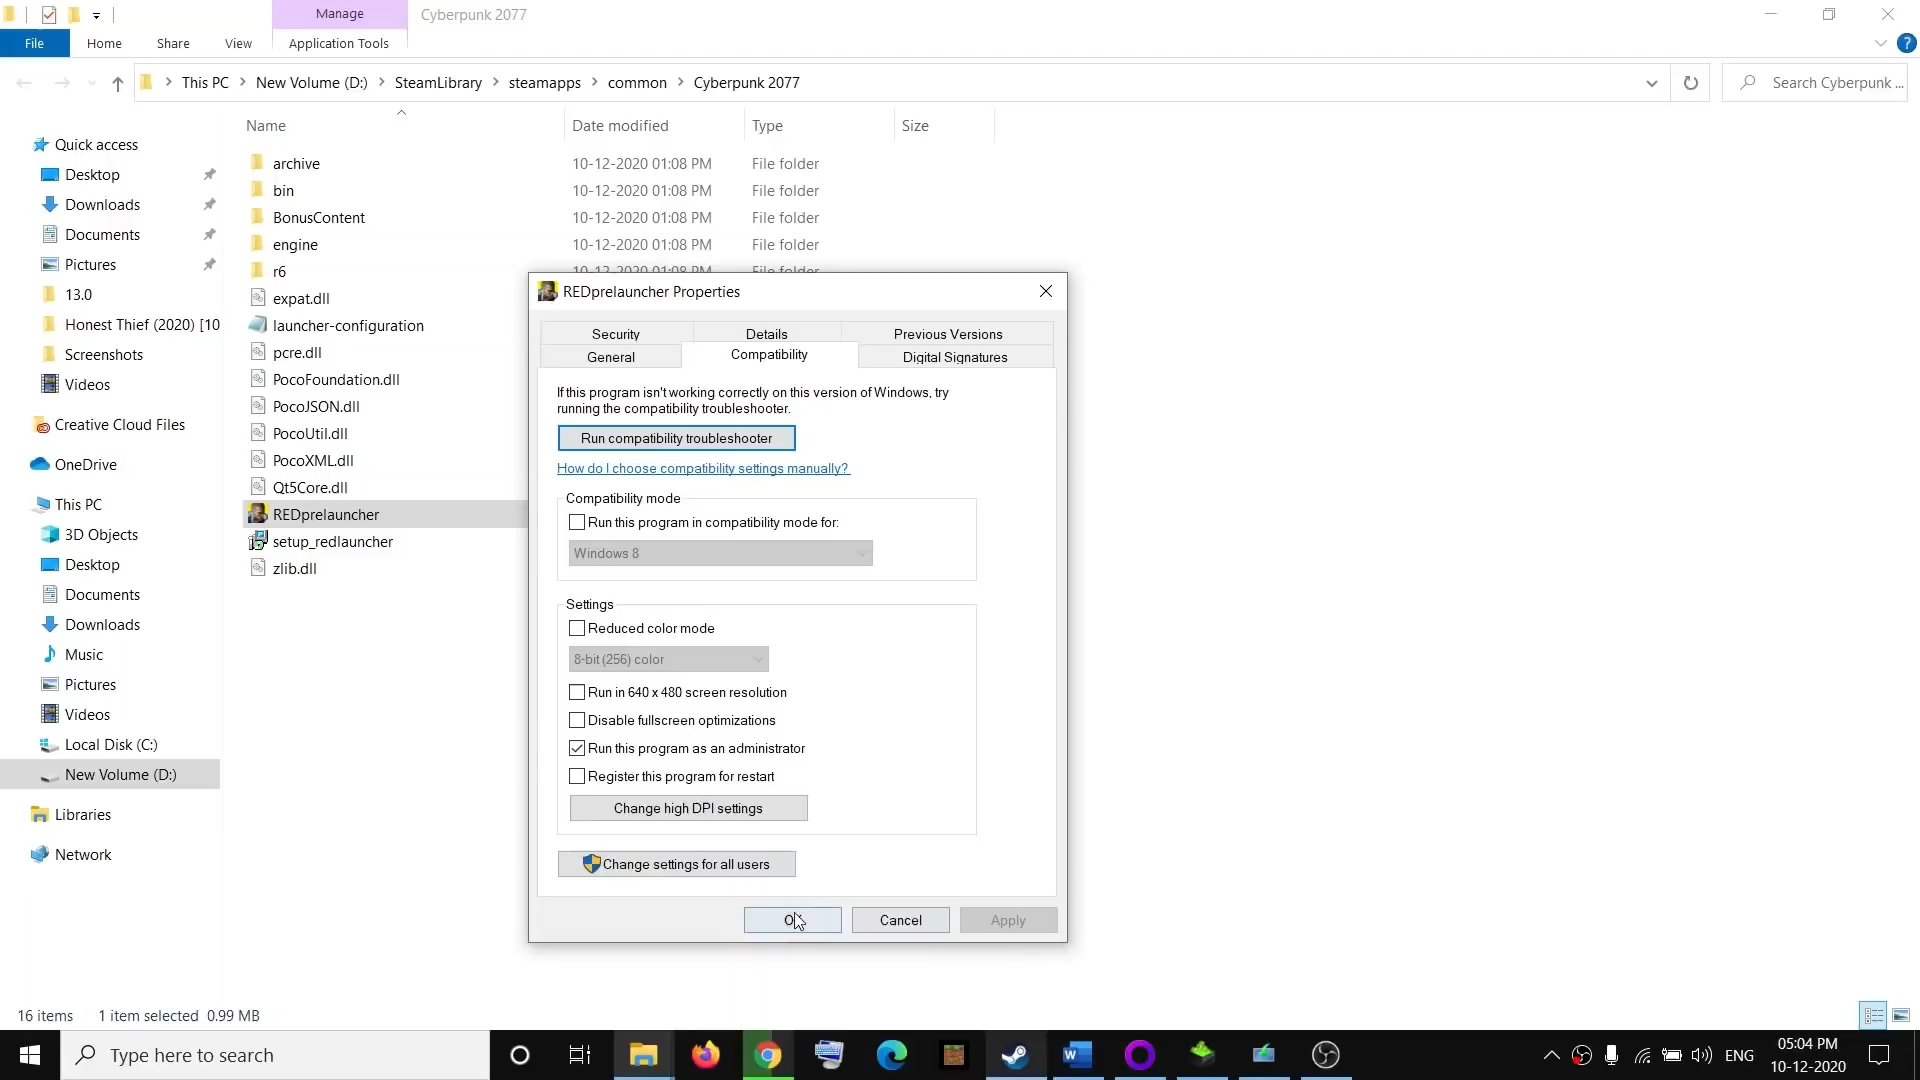 Manage
Cyberpunk 2077
File
Home
Share
View
Application Tools
This PC
New Volume (D:)
SteamLibrary
steamapps
common
Cyberpunk 2077
Search Cyberpunk ...
Name
Date modified
Type
Size
Quick access
Desktop
Downloads
Documents
Pictures
13.0
Honest Thief (2020) [10
Screenshots
Videos
Creative Cloud Files
OneDrive
This PC
3D Objects
Desktop
Documents
Downloads
Music
Pictures
Videos
Local Disk (C:)
New Volume (D:)
Libraries
Network
archive 10-12-2020 01:08 PM File folder
bin 10-12-2020 01:08 PM File folder
BonusContent 10-12-2020 01:08 PM File folder
engine 10-12-2020 01:08 PM File folder
r6 10-12-2020 01:08 PM File folder
expat.dll
launcher-configuration
pcre.dll
PocoFoundation.dll
PocoJSON.dll
PocoUtil.dll
PocoXML.dll
Qt5Core.dll
REDprelauncher
setup_redlauncher
zlib.dll
REDprelauncher Properties
Security
Details
Previous Versions
General
Compatibility
Digital Signatures
If this program isn't working correctly on this version of Windows, try
running the compatibility troubleshooter.
Run compatibility troubleshooter
How do I choose compatibility settings manually?
Compatibility mode
Run this program in compatibility mode for:
Windows 8
Settings
Reduced color mode
8-bit (256) color
Run in 640 x 480 screen resolution
Disable fullscreen optimizations
Run this program as an administrator
Register this program for restart
Change high DPI settings
Change settings for all users
OK
Cancel
Apply
16 items
1 item selected 0.99 MB
Type here to search
ENG
05:04 PM
10-12-2020